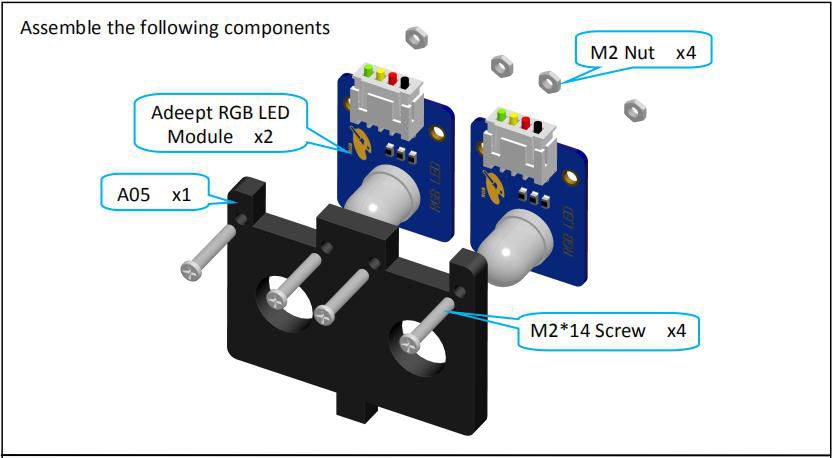 Assemble the following components
M2 Nut x4
Adeept RGB LED
Module x2
A05 x1
RGB LED
RGB LED
M2*14 Screw x4